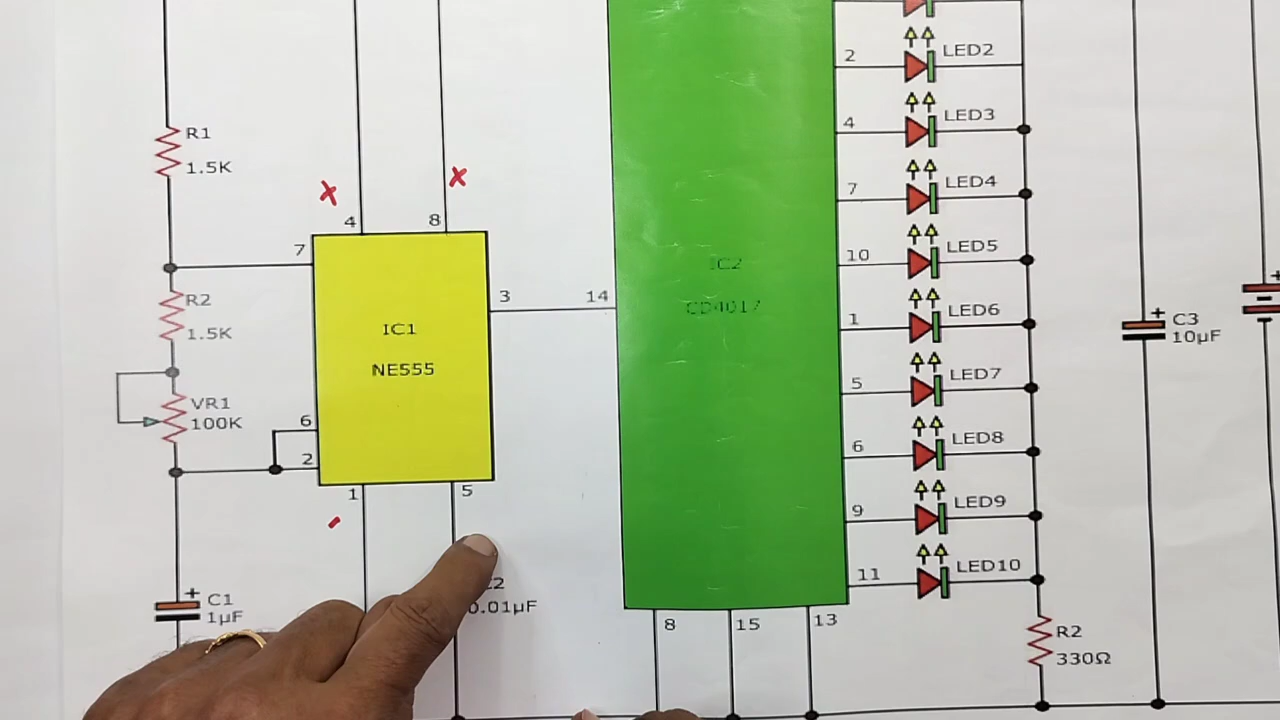 R1
1.5K
R2
1.5K
VR1
100K
C1
+
1µF
4
8
7
3
6
2
1
5
IC1
NE555
0.01µF
14
IC2
CD4017
8
15
13
2
LED2
4
LED3
7
LED4
10
LED5
1
LED6
5
LED7
6
LED8
9
LED9
11
LED10
R2
330Ω
+
C3
10µF
+